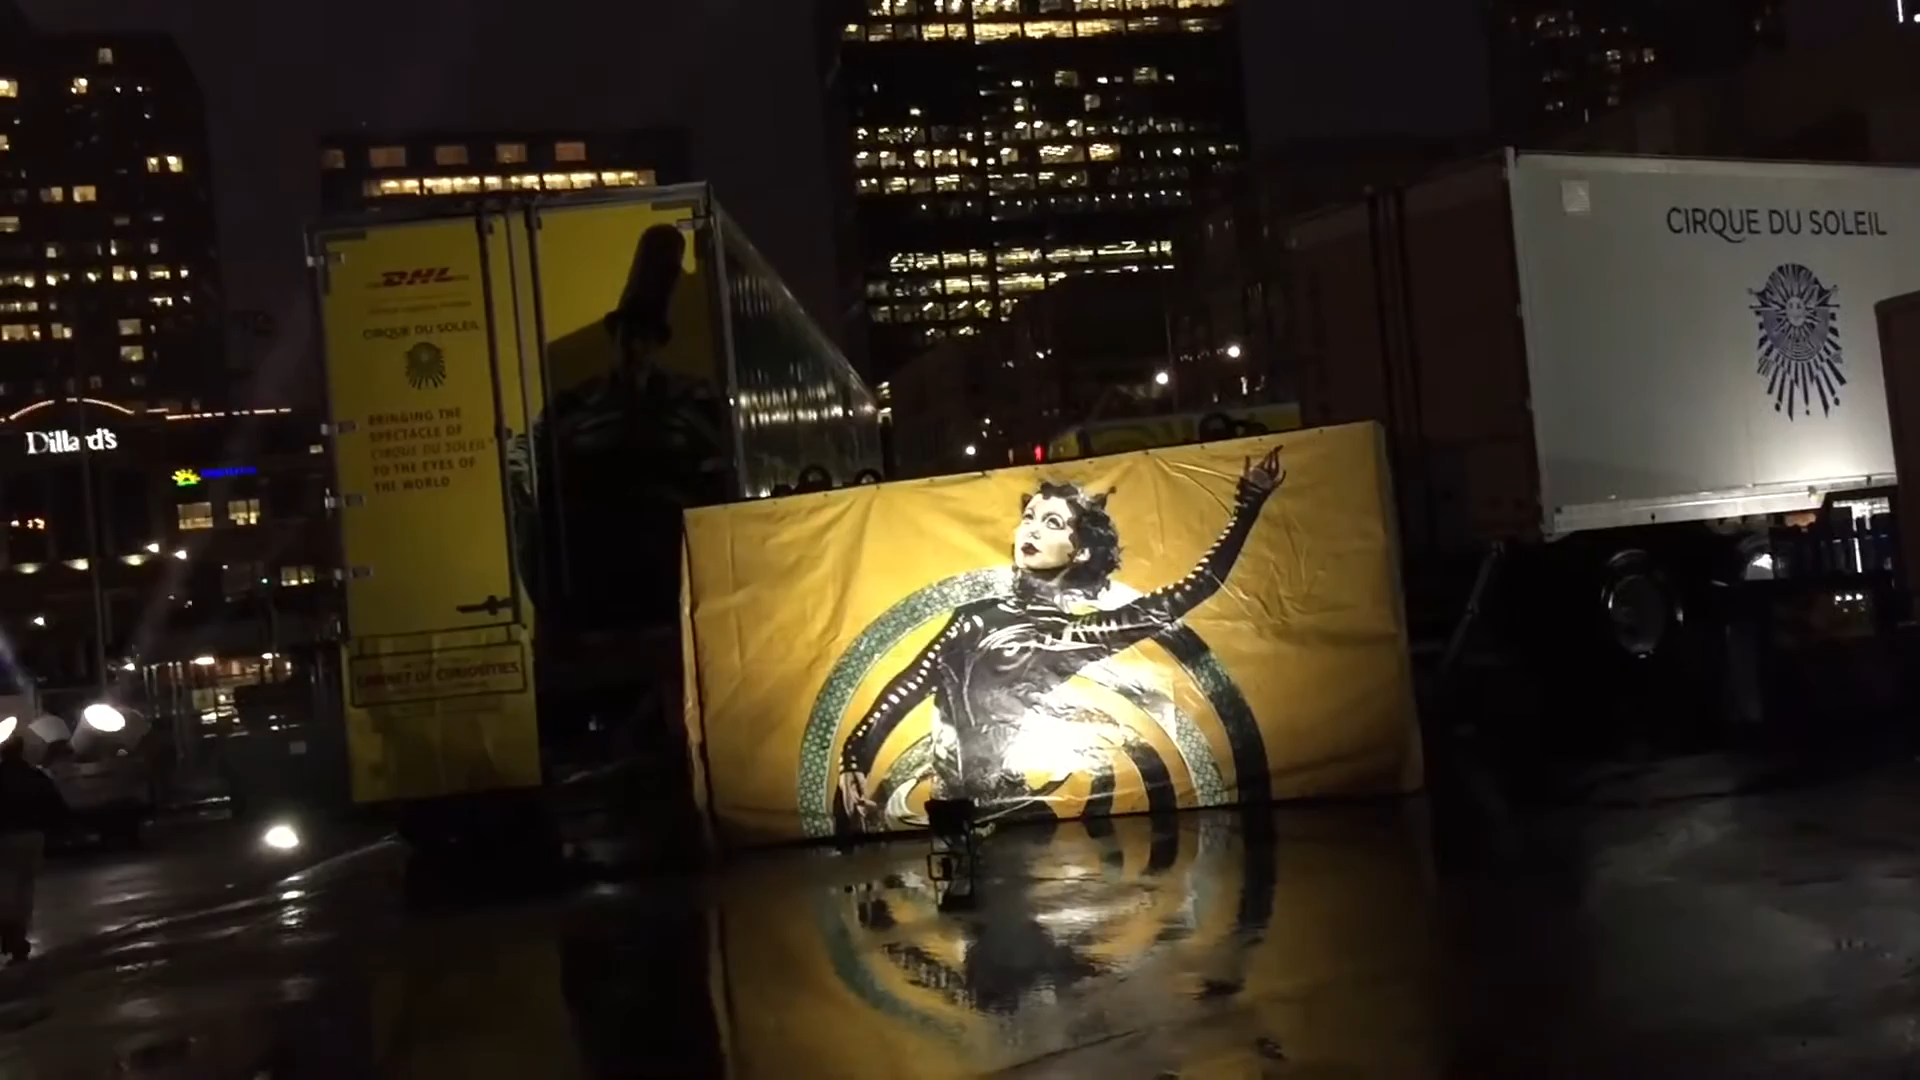 Dillard's
DHL
CIRQUE DU SOLEIL
BRINGING THE
SPECTACLE OF
CIRQUE DU SOLEIL
TO THE EYES OF
THE WORLD
CABINET OF CURIOSITIES
CIRQUE DU SOLEIL